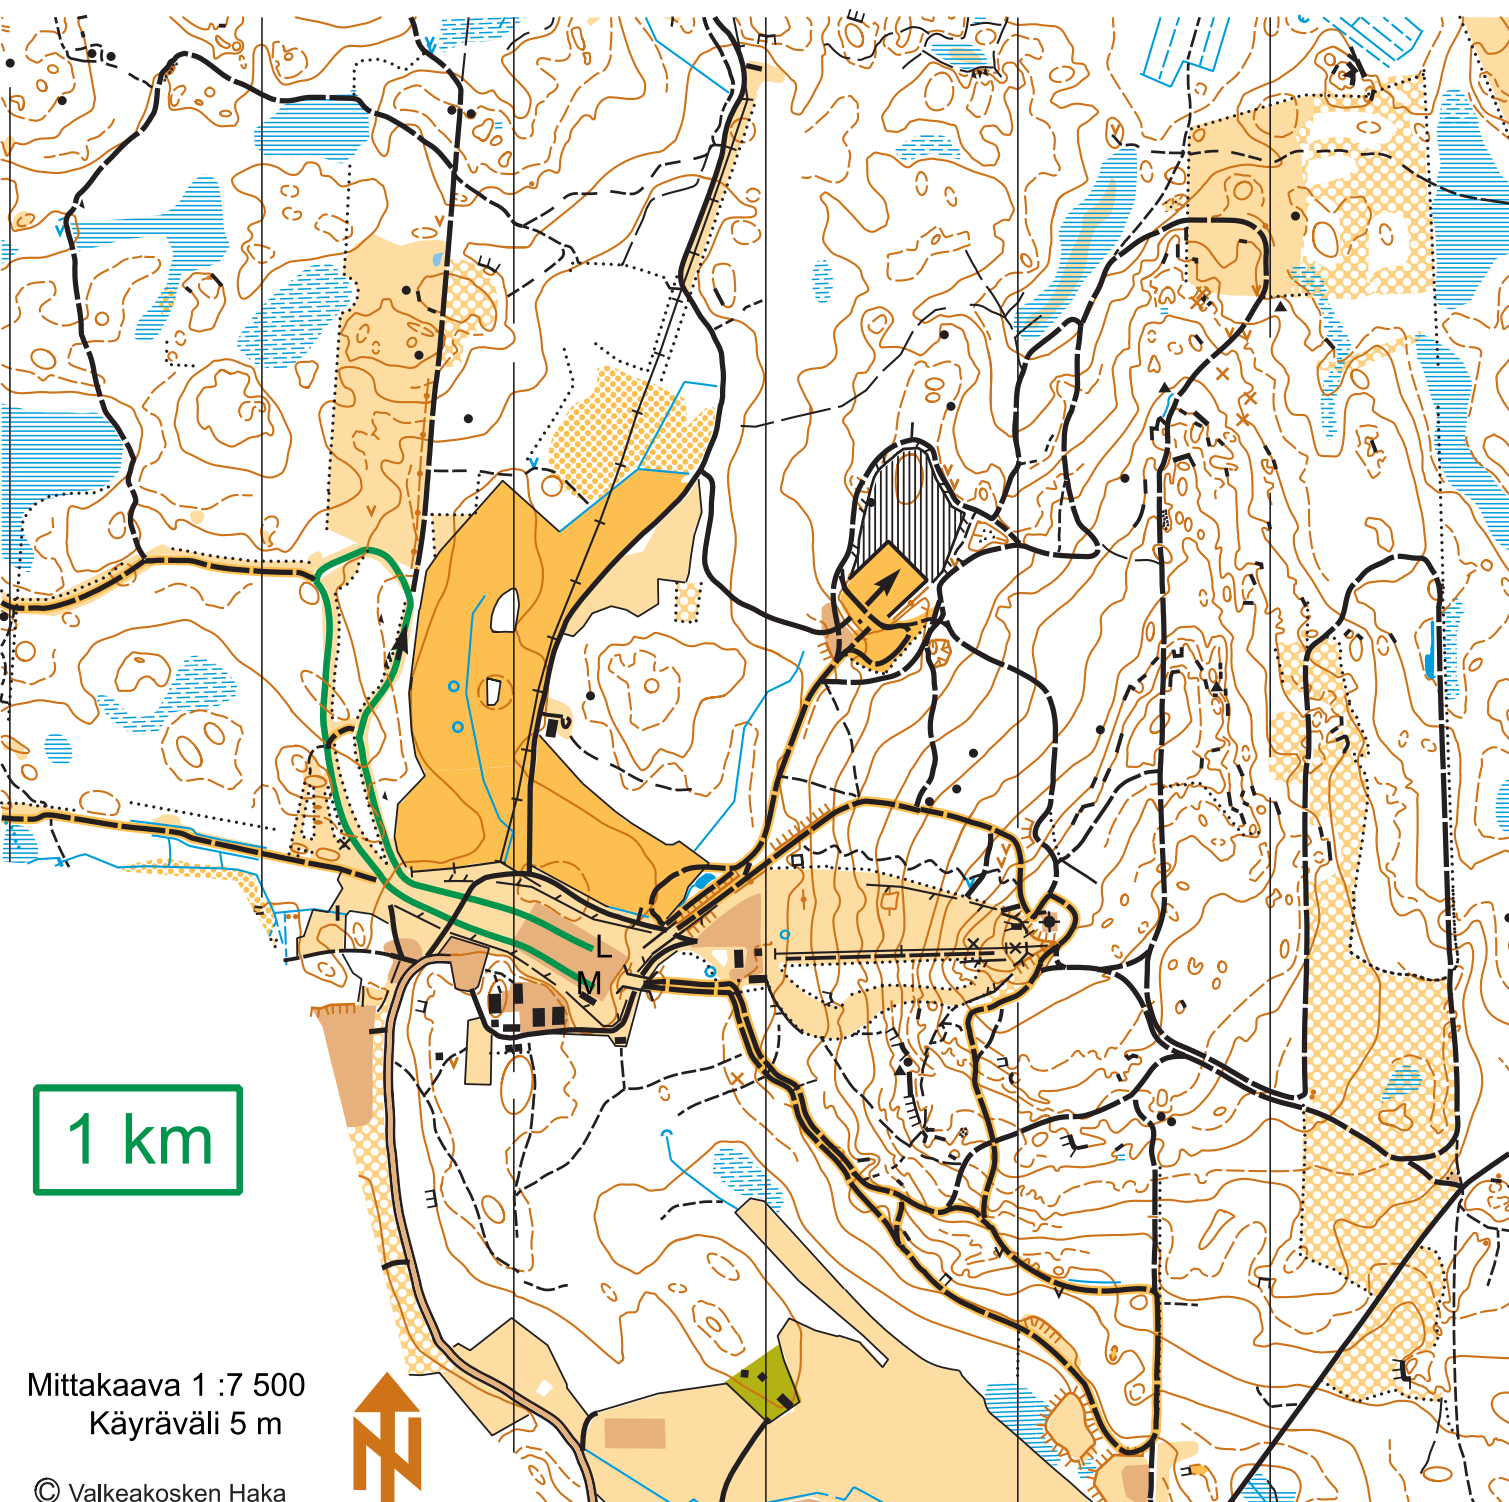 L
M
1 km
Mittakaava 1 :7 500
Käyräväli 5 m
N
© Valkeakosken Haka